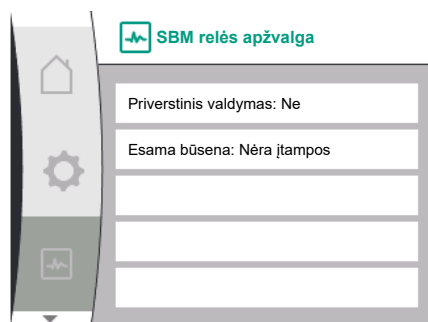 SBM relės apžvalga
Priverstinis valdymas: Ne
Esama būsena: Nėra įtampos